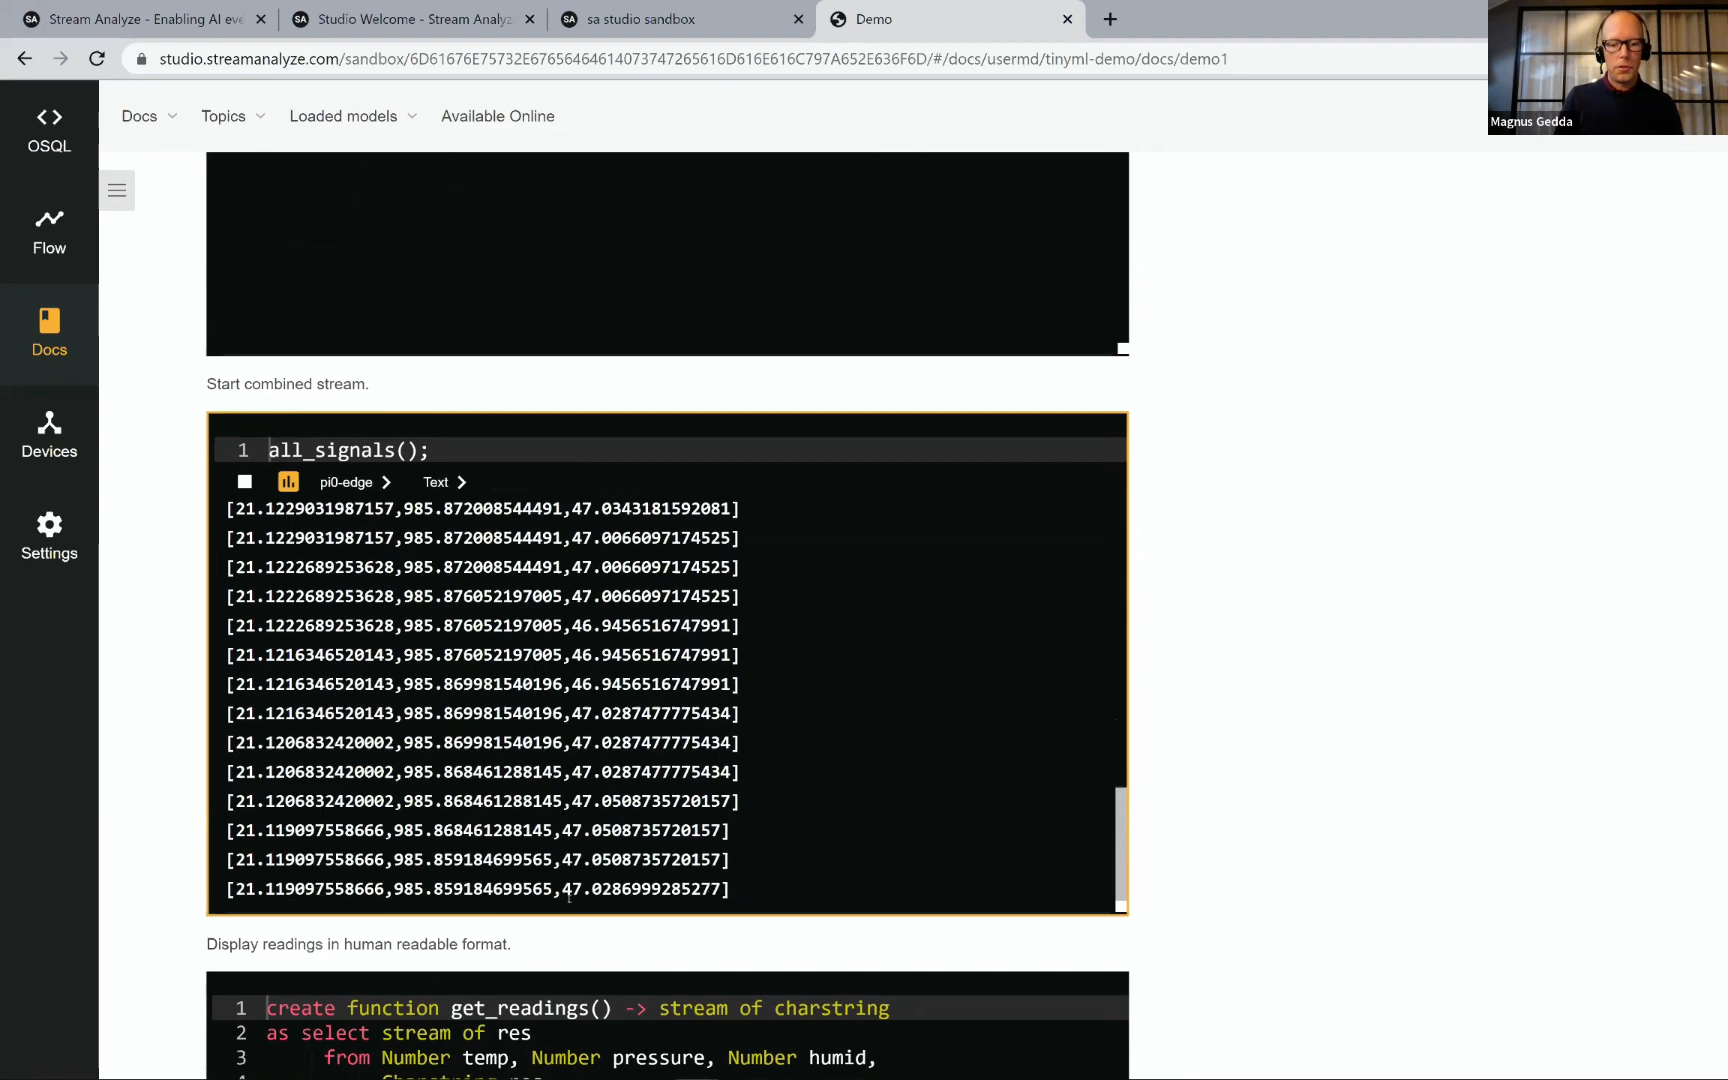 Stream Analyze - Enabling AI eve
Studio Welcome - Stream Analyz
sa studio sandbox
Demo
studio.streamanalyze.com/sandbox/6D61676E75732E67656464614073747265616D616E616C797A652E636F6D/#/docs/usermd/tinyml-demo/docs/demo1
Magnus Gedda
OSQL
Flow
Docs
Devices
Settings
Docs Topics Loaded models Available Online
Start combined stream.
1 all_signals();
pi0-edge Text
[21.1229031987157,985.872008544491,47.0343181592081]
[21.1229031987157,985.872008544491,47.0066097174525]
[21.1222689253628,985.872008544491,47.0066097174525]
[21.1222689253628,985.876052197005,47.0066097174525]
[21.1222689253628,985.876052197005,46.9456516747991]
[21.1216346520143,985.876052197005,46.9456516747991]
[21.1216346520143,985.869981540196,46.9456516747991]
[21.1216346520143,985.869981540196,47.0287477775434]
[21.1206832420002,985.869981540196,47.0287477775434]
[21.1206832420002,985.868461288145,47.0287477775434]
[21.1206832420002,985.868461288145,47.0508735720157]
[21.119097558666,985.868461288145,47.0508735720157]
[21.119097558666,985.859184699565,47.0508735720157]
[21.119097558666,985.859184699565,47.0286999285277]
Display readings in human readable format.
1 create function get_readings() -> stream of charstring
2 as select stream of res
3 from Number temp, Number pressure, Number humid,